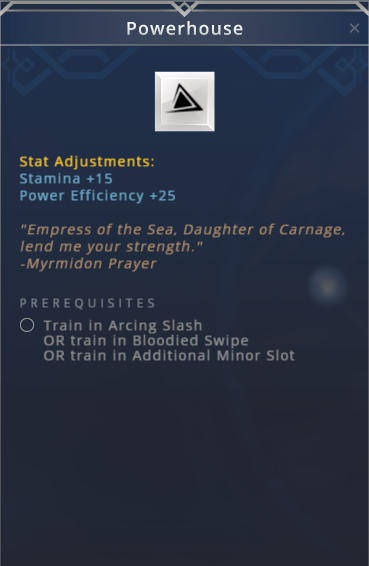 Powerhouse
Stat Adjustments:
Stamina +15
Power Efficiency +25
"Empress of the Sea, Daughter of Carnage,
lend me your strength."
-Myrmidon Prayer
PREREQUISITES
Train in Arcing Slash
OR train in Bloodied Swipe
OR train in Additional Minor Slot